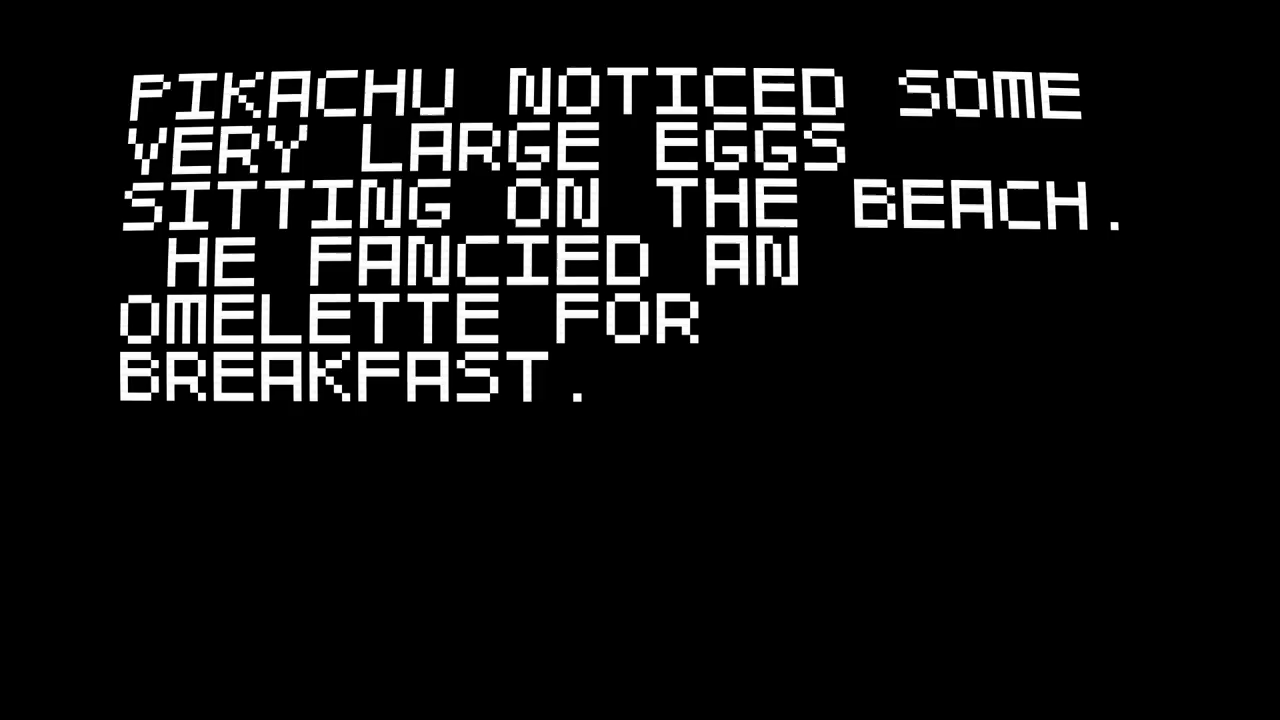 PIKACHU NOTICED SOME
VERY LARGE EGGS
SITTING ON THE BEACH.
HE FANCIED AN
OMELETTE FOR
BREAKFAST.